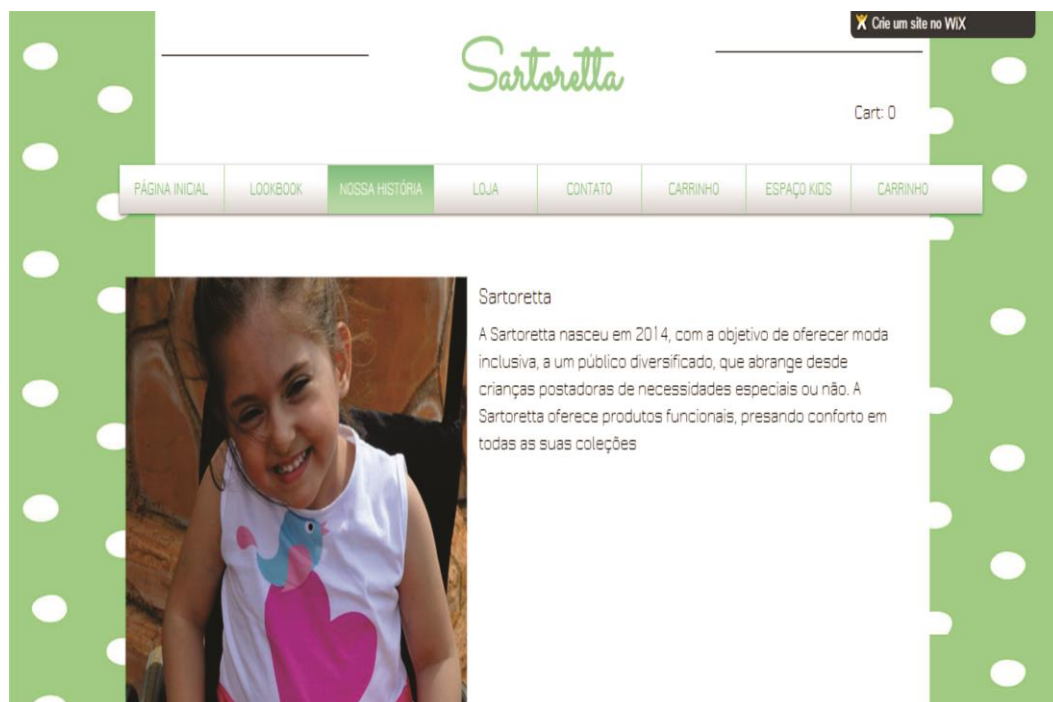 Crie um site no WiX
Sartoretta
Cart: 0
PÁGINA INICIAL LOOKBOOK NOSSA HISTÓRIA LOJA CONTATO CARRINHO ESPAÇO KIDS CARRINHO
Sartoretta
A Sartoretta nasceu em 2014, com a objetivo de oferecer moda
inclusiva, a um público diversificado, que abrange desde
crianças postadoras de necessidades especiais ou não. A
Sartoretta oferece produtos funcionais, presando conforto em
todas as suas coleções